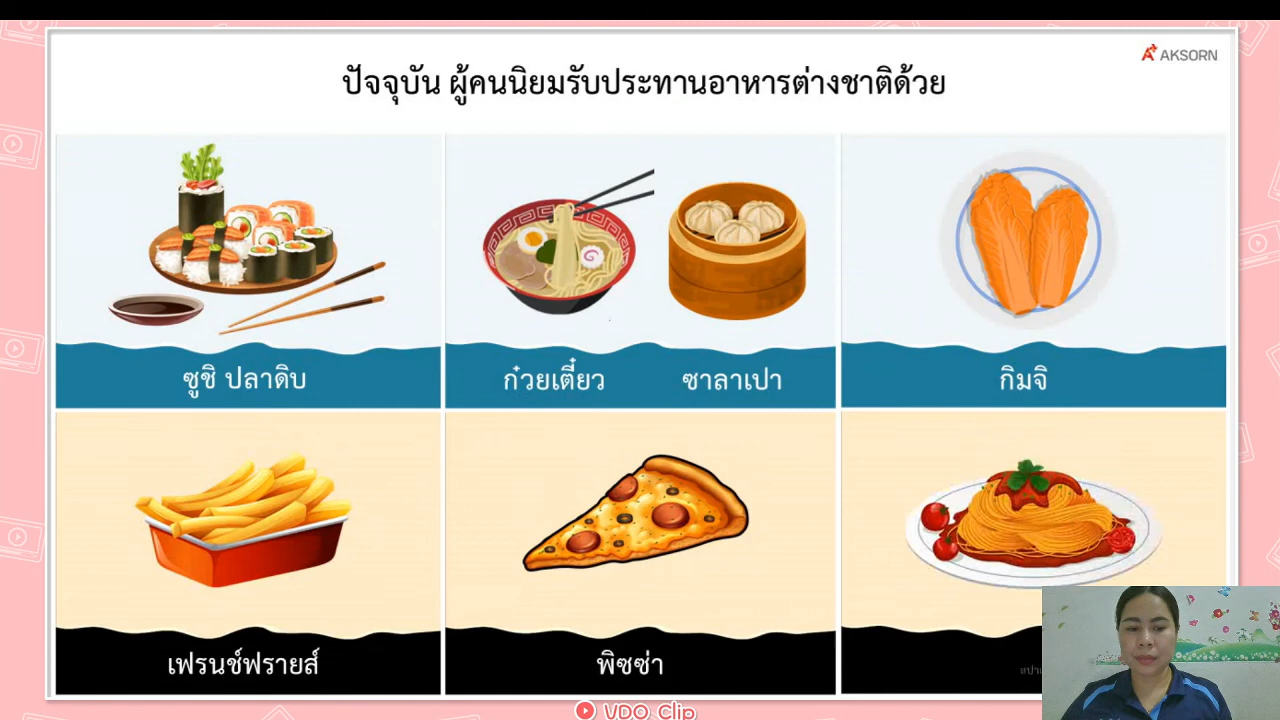 AKSORN
ปัจจุบัน ผู้คนนิยมรับประทานอาหารต่างชาติด้วย
ซูชิ ปลาดิบ
ก๋วยเตี๋ยว
ซาลาเปา
กิมจิ
เฟรนช์ฟรายส์
พิซซ่า
VDO Clip